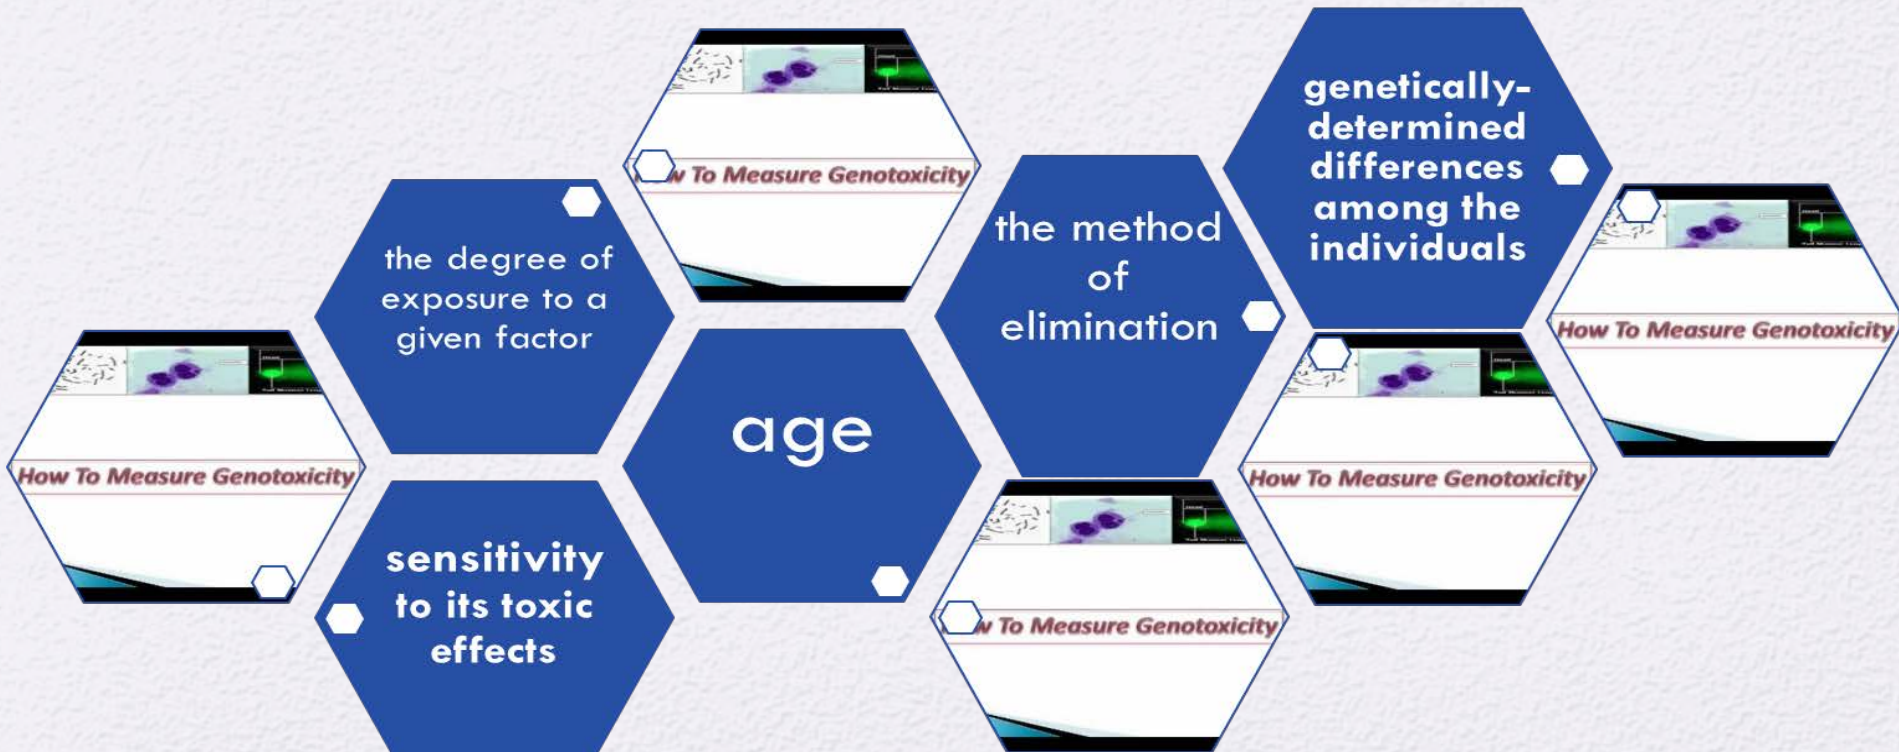 How To Measure Genotoxicity
the degree of
exposure to a
given factor
sensitivity
to its toxic
effects
w To Measure Genotoxicity
age
the method
of
elimination
w To Measure Genotoxicity
genetically-
determined
differences
among the
individuals
How To Measure Genotoxicity
How To Measure Genotoxicity